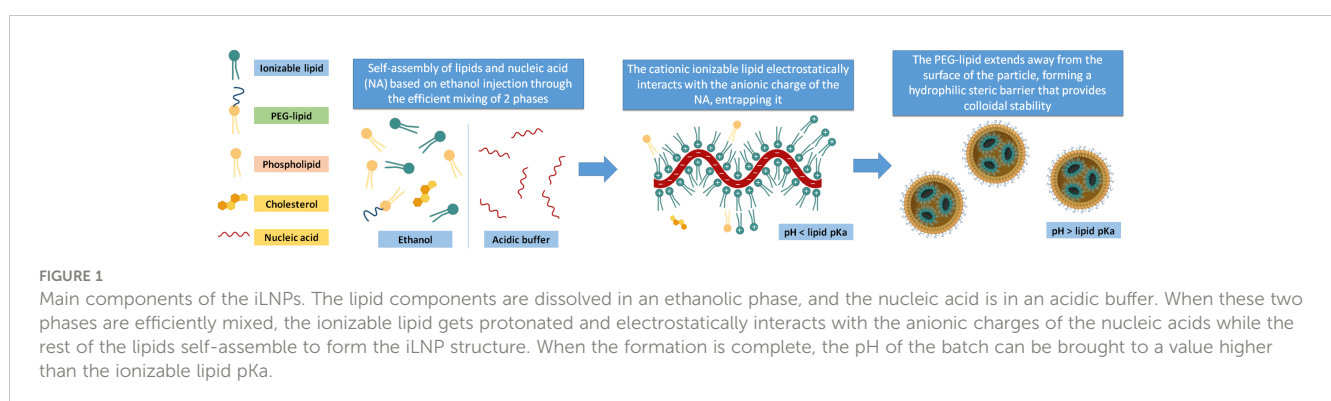 Ionizable lipid
PEG-lipid
Phospholipid
Cholesterol
Nucleic acid
Self-assembly of lipids and nucleic acid
(NA) based on ethanol injection through
the efficient mixing of 2 phases
Ethanol
Acidic buffer
The cationic ionizable lipid electrostatically
interacts with the anionic charge of the
NA, entrapping it
pH < lipid pKa
The PEG-lipid extends away from the
surface of the particle, forming a
hydrophilic steric barrier that provides
colloidal stability
pH > lipid pKa
FIGURE 1
Main components of the iLNPs. The lipid components are dissolved in an ethanolic phase, and the nucleic acid is in an acidic buffer. When these two
phases are efficiently mixed, the ionizable lipid gets protonated and electrostatically interacts with the anionic charges of the nucleic acids while the
rest of the lipids self-assemble to form the iLNP structure. When the formation is complete, the pH of the batch can be brought to a value higher
than the ionizable lipid pKa.